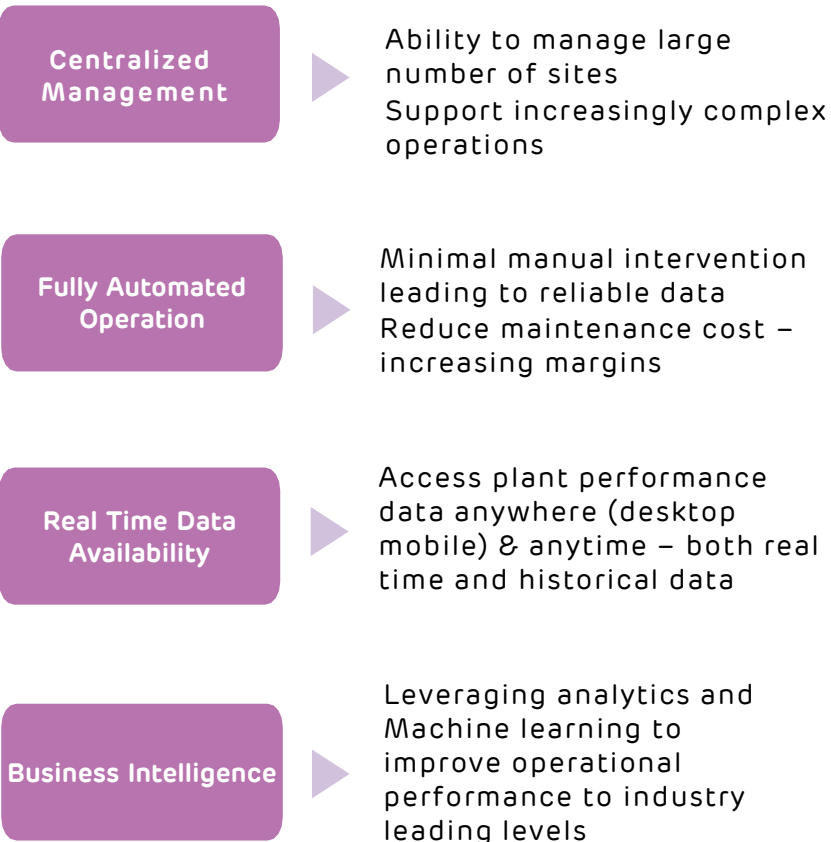 Centralized
Management
Ability to manage large
number of sites
Support increasingly complex
operations
Fully Automated
Operation
Minimal manual intervention
leading to reliable data
Reduce maintenance cost –
increasing margins
Real Time Data
Availability
Access plant performance
data anywhere (desktop
mobile) & anytime – both real
time and historical data
Business Intelligence
Leveraging analytics and
Machine learning to
improve operational
performance to industry
leading levels